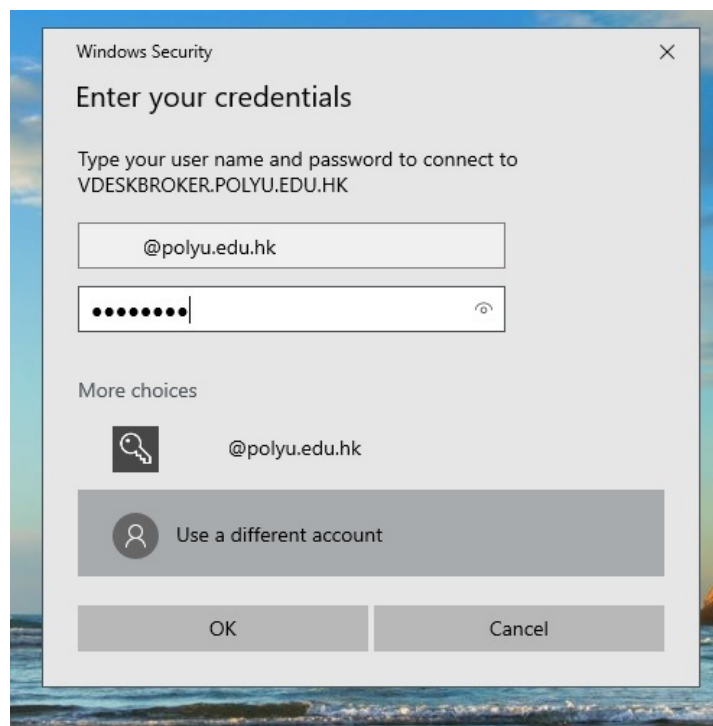 Windows Security
Enter your credentials
Type your user name and password to connect to
VDESKBROKER.POLYU.EDU.HK
@polyu.edu.hk
●●●●●●●●
More choices
@polyu.edu.hk
Use a different account
OK Cancel